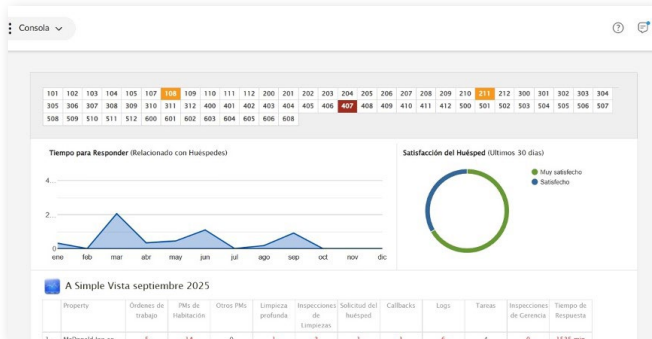 Consola
101 102 103 104 105 107 108 109 110 111 112 200 201 202 203 204 205 206 207 208 209 210 211 212 300 301 302 303 304
305 306 307 308 309 310 311 312 400 401 402 403 404 405 406 407 408 409 410 411 412 500 501 502 503 504 505 506 507
508 509 510 511 512 600 601 602 603 604 605 606 608
Tiempo para Responder (Relacionado con Huéspedes)
Satisfacción del Huésped (Ultimos 30 días)
4...
2...
0
ene feb mar abr may jun jul ago sep oct nov dic
Muy satisfecho
Satisfecho
A Simple Vista septiembre 2025
Property Órdenes de trabajo PMs de Habitación Otros PMs Limpieza profunda Inspecciones de Limpiezas Solicitud del huésped Callbacks Logs Tareas Inspecciones de Gerencia Tiempo de Respuesta